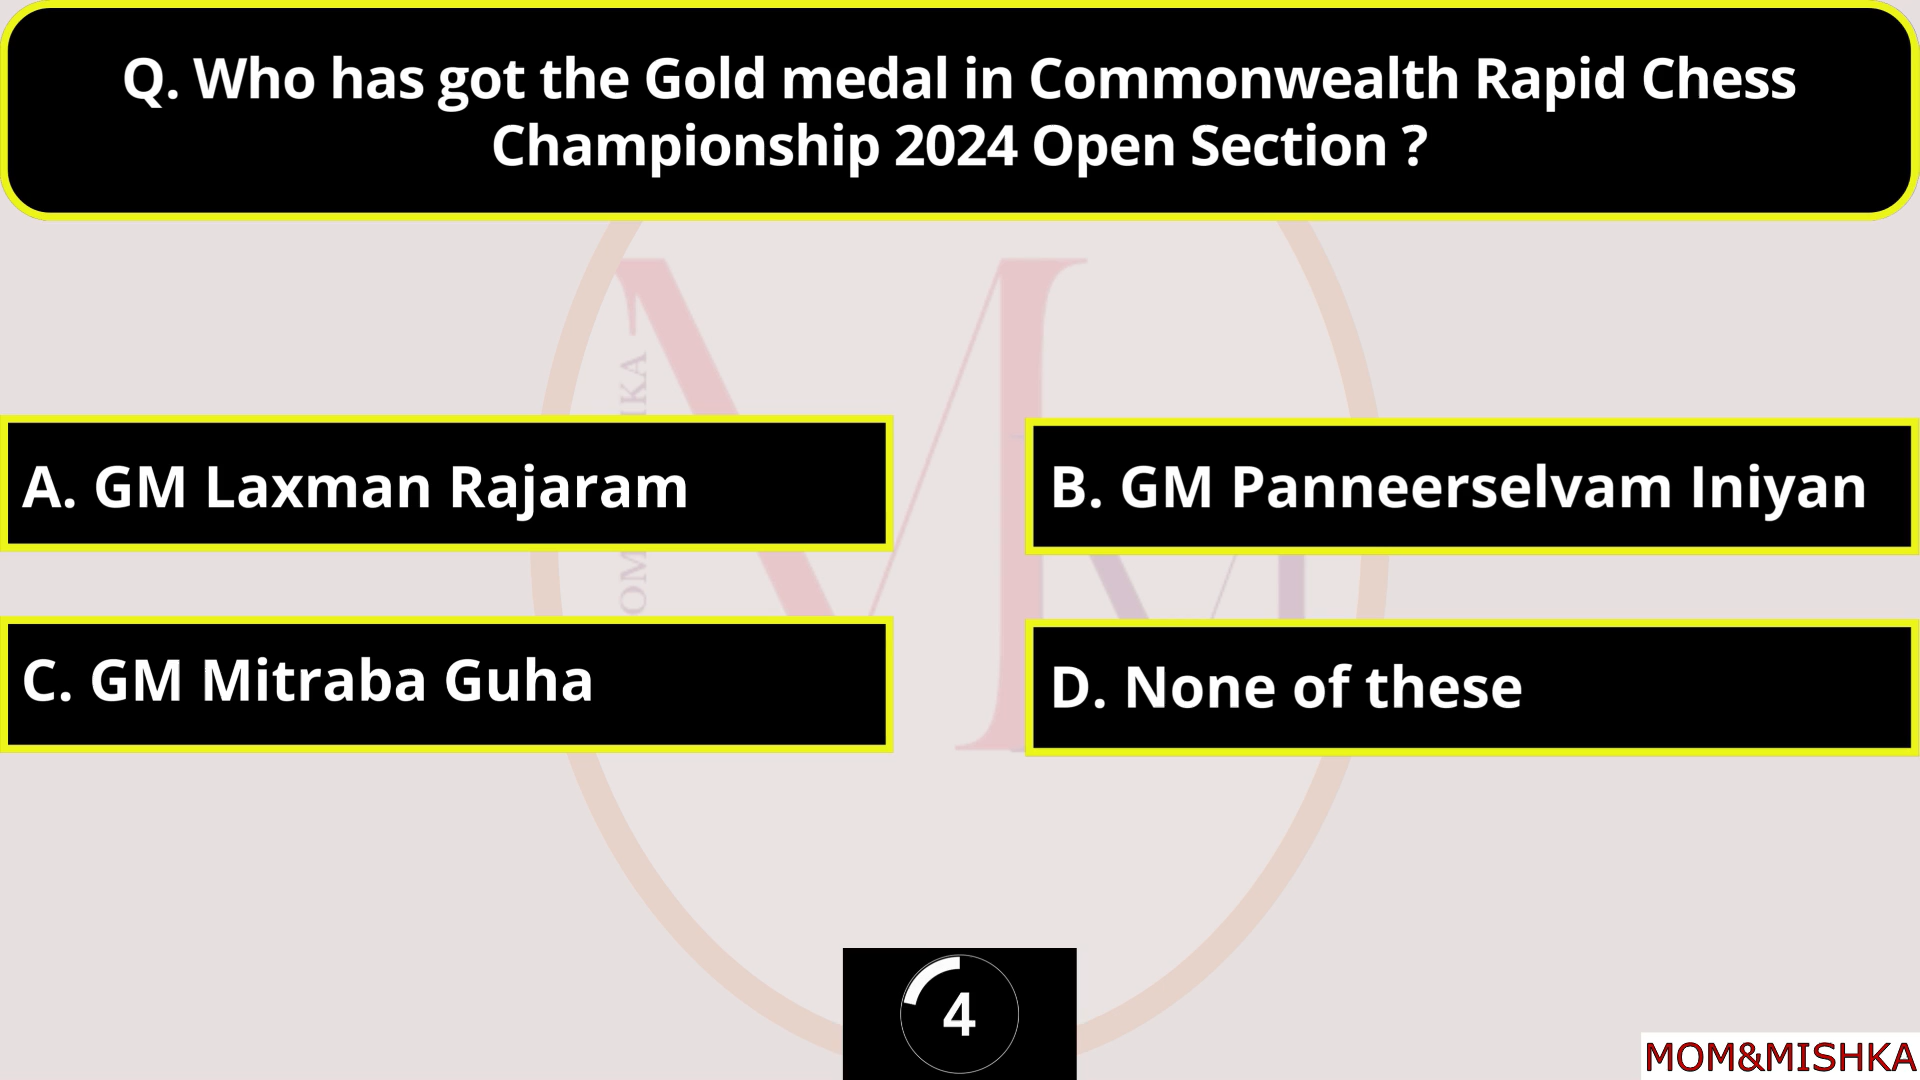 Q. Who has got the Gold medal in Commonwealth Rapid Chess
Championship 2024 Open Section ?
A. GM Laxman Rajaram
B. GM Panneerselvam Iniyan
C. GM Mitraba Guha
D. None of these
4
MOM&MISHKA